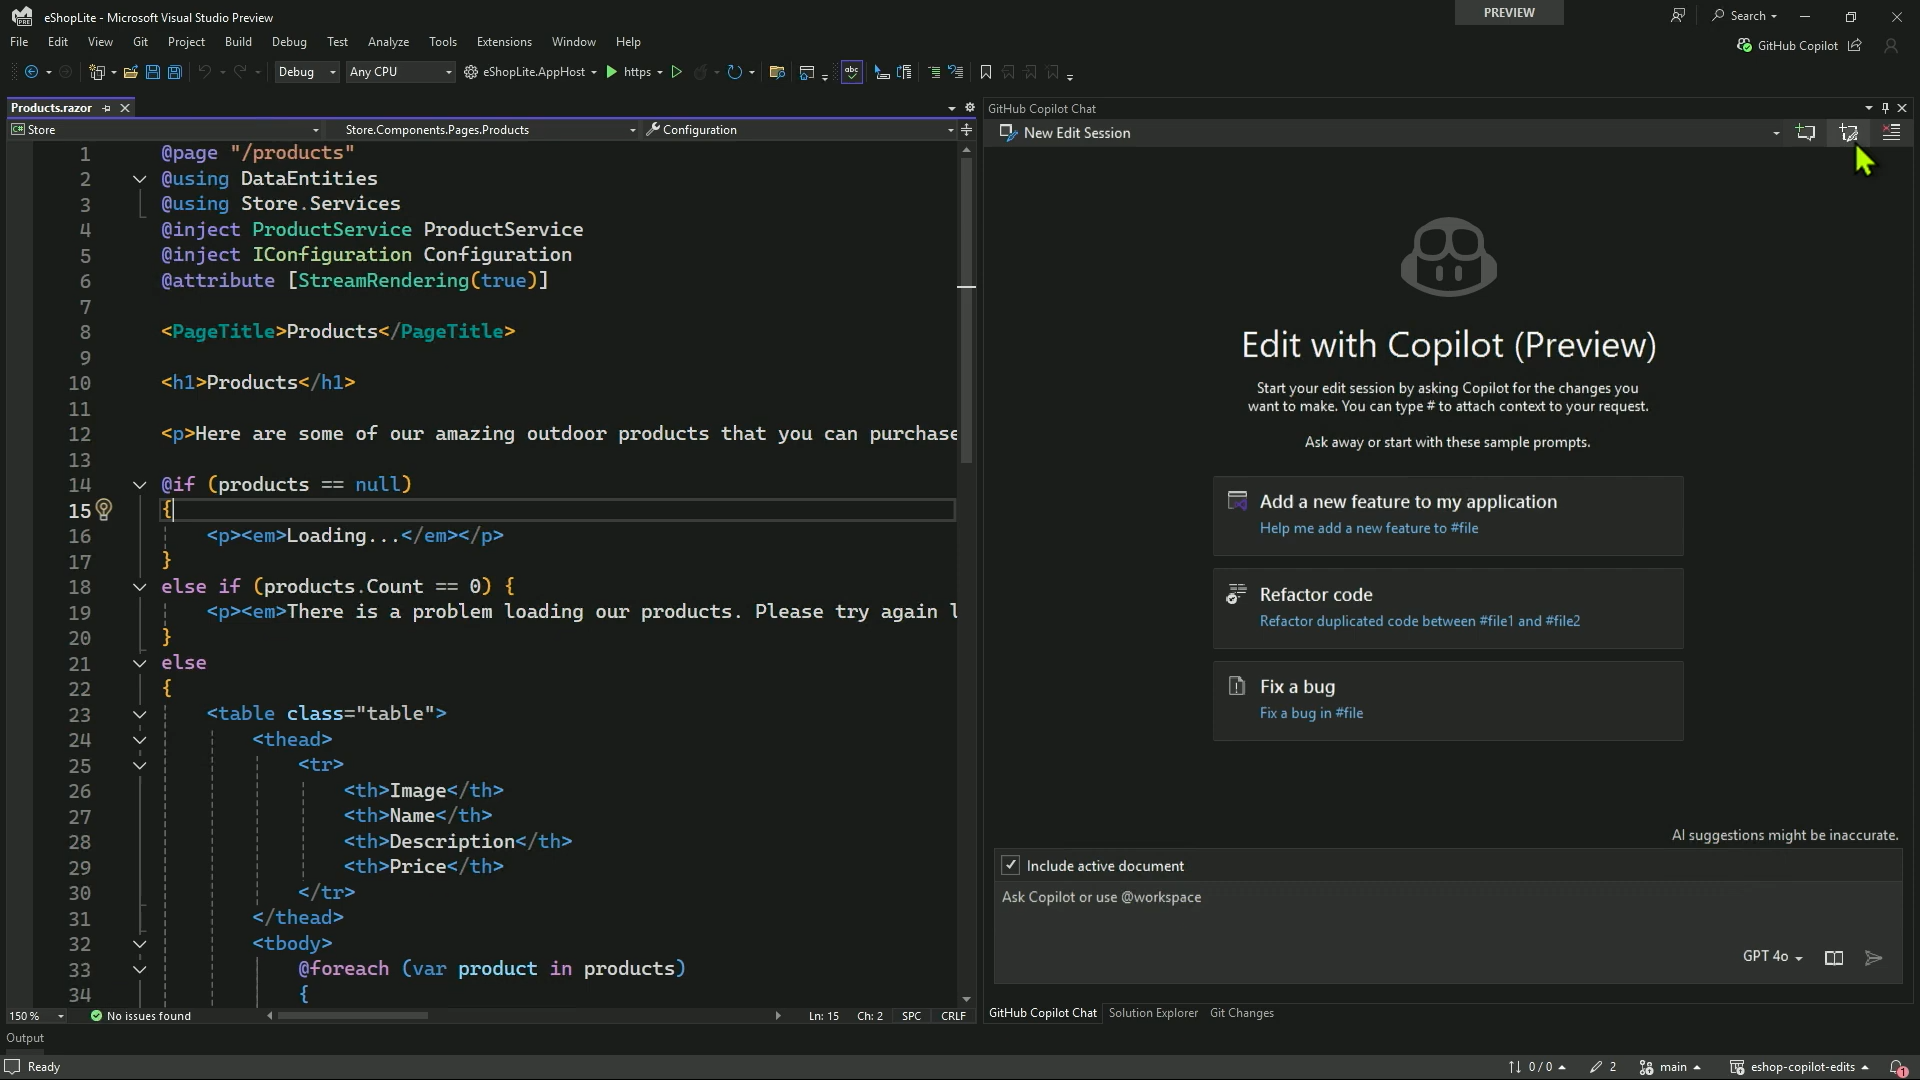 eShopLite - Microsoft Visual Studio Preview
PREVIEW
Search
File Edit View Git Project Build Debug Test Analyze Tools Extensions Window Help
GitHub Copilot
Debug Any CPU eShopLite.AppHost https
abc
Products.razor
C# Store Store.Components.Pages.Products Configuration
1 @page "/products"
2 @using DataEntities
3 @using Store.Services
4 @inject ProductService ProductService
5 @inject IConfiguration Configuration
6 @attribute [StreamRendering(true)]
7
8 <PageTitle>Products</PageTitle>
9
10 <h1>Products</h1>
11
12 <p>Here are some of our amazing outdoor products that you can purchase
13
14 @if (products == null)
15 {
16 <p><em>Loading...</em></p>
17 }
18 else if (products.Count == 0) {
19 <p><em>There is a problem loading our products. Please try again l
20 }
21 else
22 {
23 <table class="table">
24 <thead>
25 <tr>
26 <th>Image</th>
27 <th>Name</th>
28 <th>Description</th>
29 <th>Price</th>
30 </tr>
31 </thead>
32 <tbody>
33 @foreach (var product in products)
34 {
150 % No issues found Ln: 15 Ch: 2 SPC CRLF
GitHub Copilot Chat
New Edit Session
Edit with Copilot (Preview)
Start your edit session by asking Copilot for the changes you
want to make. You can type # to attach context to your request.
Ask away or start with these sample prompts.
Add a new feature to my application
Help me add a new feature to #file
Refactor code
Refactor duplicated code between #file1 and #file2
Fix a bug
Fix a bug in #file
AI suggestions might be inaccurate.
Include active document
Ask Copilot or use @workspace
GPT 4o
GitHub Copilot Chat Solution Explorer Git Changes
Output
Ready
0 / 0 2 main eshop-copilot-edits 1